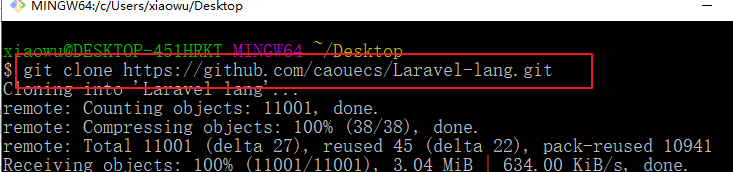 MINGW64:/c/Users/xiaowu/Desktop
xiaowu@DESKTOP-451HRKT MINGW64 ~/Desktop
$ git clone https://github.com/caouecs/Laravel-lang.git
Cloning into 'Laravel-lang'...
remote: Counting objects: 11001, done.
remote: Compressing objects: 100% (38/38), done.
remote: Total 11001 (delta 27), reused 45 (delta 22), pack-reused 10941
Receiving objects: 100% (11001/11001), 3.04 MiB | 634.00 KiB/s, done.